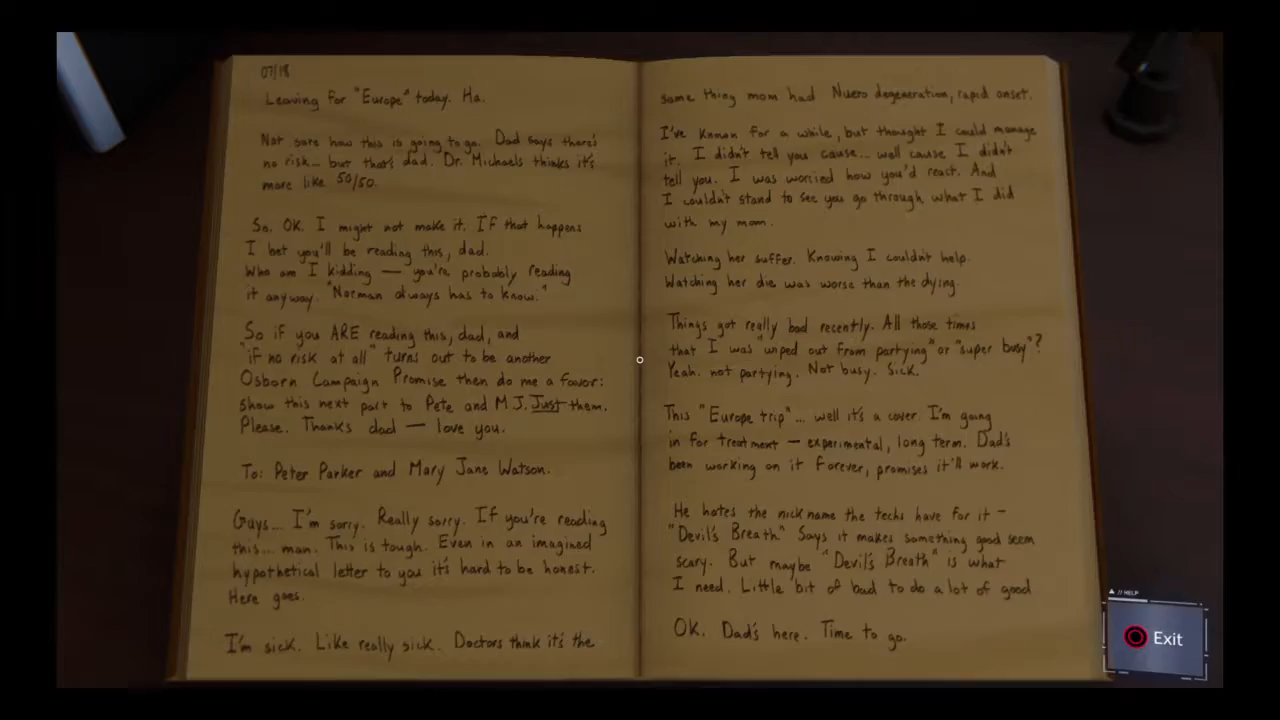 07/18
Leaving for "Europe" today. Ha.
Not sure how this is going to go. Dad says there's
no risk... but that's dad. Dr. Michaels thinks it's
more like 50/50.
So. OK. I might not make it. If that happens
I bet you'll be reading this, dad.
Who am I kidding — you're probably reading
it anyway. "Norman always has to know."
So if you ARE reading this, dad, and
"if no risk at all" turns out to be another
Osborn Campaign Promise then do me a favor:
show this next part to Pete and MJ. Just them.
Please. Thanks dad — love you.
To: Peter Parker and Mary Jane Watson.
Guys... I'm sorry. Really sorry. If you're reading
this... man. This is tough. Even in an imagined
hypothetical letter to you it's hard to be honest.
Here goes.
I'm sick. Like really sick. Doctors think it's the
same thing mom had Nuero degeneration, rapid onset.
I've known for a while, but thought I could manage
it. I didn't tell you cause... well cause I didn't
tell you. I was worried how you'd react. And
I couldn't stand to see you go through what I did
with my mom.
Watching her suffer. Knowing I couldn't help.
Watching her die was worse than the dying.
Things got really bad recently. All those times
that I was "wiped out from partying" or "super busy"?
Yeah. not partying. Not busy. Sick.
This "Europe trip"... well it's a cover. I'm going
in for treatment — experimental, long term. Dad's
been working on it forever, promises it'll work.
He hates the nickname the techs have for it -
"Devil's Breath" Says it makes something good seem
scary. But maybe "Devil's Breath" is what
I need. Little bit of bad to do a lot of good
OK. Dad's here. Time to go.
// HELP
Exit